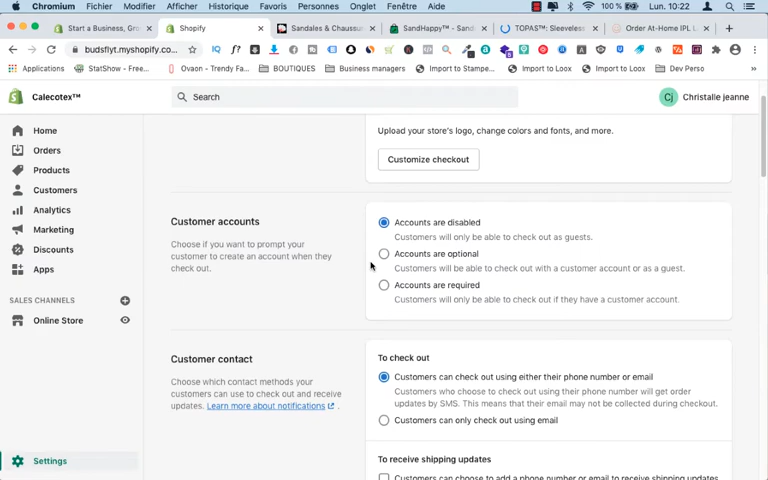 Chromium Fichier Modifier Afficher Historique Favoris Personnes Onglet Fenêtre Aide 100 % Lun. 10:22
Start a Business, Gro
Shopify
Sandales & Chaussur
SandHappy™ - Sand
TOPAS™: Sleeveless
Order At-Home IPL L
budsfiyt.myshopify.co...
Applications
StatShow - Free...
Ovaon - Trendy Fa...
BOUTIQUES
Business managers
Import to Stampe...
Import to Loox
Import to Loox
Dev Perso
Calecotex™
Search
Cj Christalle jeanne
Home
Orders
Products
Customers
Analytics
Marketing
Discounts
Apps
SALES CHANNELS
Online Store
Settings
Upload your store's logo, change colors and fonts, and more.
Customize checkout
Customer accounts
Choose if you want to prompt your
customer to create an account when they
check out.
Accounts are disabled
Customers will only be able to check out as guests.
Accounts are optional
Customers will be able to check out with a customer account or as a guest.
Accounts are required
Customers will only be able to check out if they have a customer account.
Customer contact
Choose which contact methods your
customers can use to check out and receive
updates. Learn more about notifications .
To check out
Customers can check out using either their phone number or email
Customers who choose to check out using their phone number will get order
updates by SMS. This means that their email may not be collected during checkout.
Customers can only check out using email
To receive shipping updates
Customers can choose to add a phone number or email to receive shipping updates